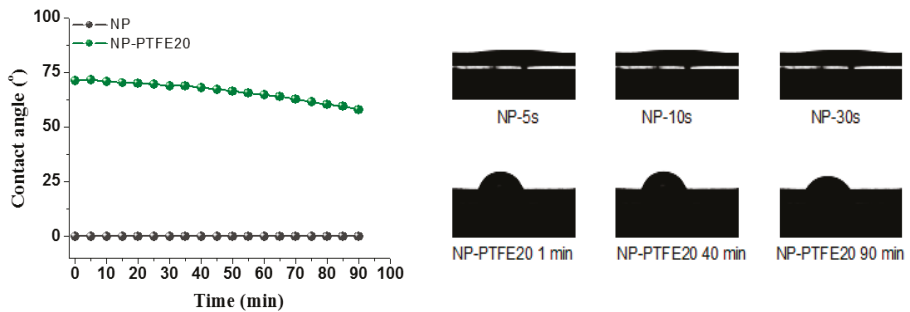 100
75
50
25
0
Contact angle (°)
NP
NP-PTFE20
0 10 20 30 40 50 60 70 80 90 100
Time (min)
NP-5s NP-10s NP-30s
NP-PTFE20 1 min NP-PTFE20 40 min NP-PTFE20 90 min